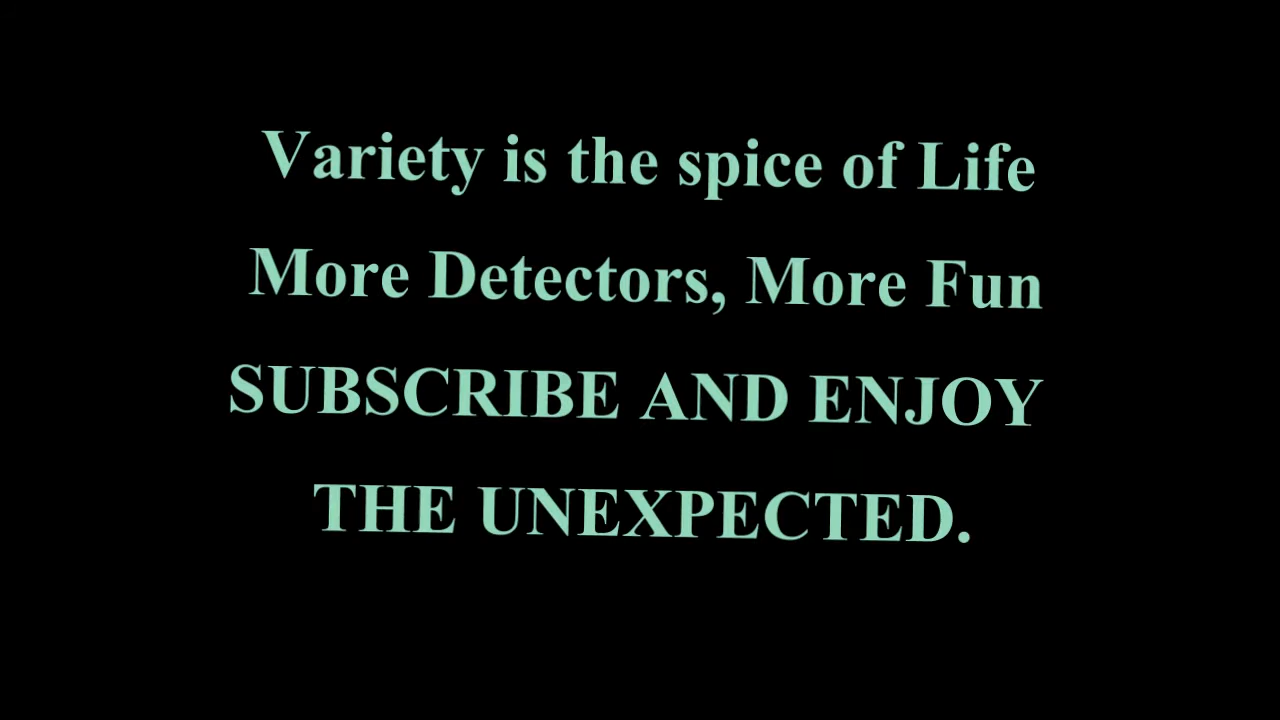 Variety is the spice of Life
More Detectors, More Fun
SUBSCRIBE AND ENJOY
THE UNEXPECTED.